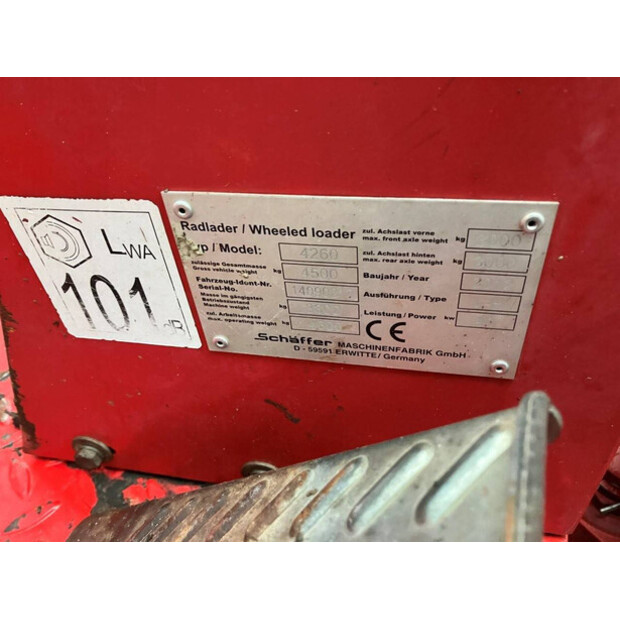 LWA
101
dB
Radlader / Wheeled loader
Typ / Model: 4260
zulässige Gesamtmasse
Gross vehicle weight kg 4500
Fahrzeug-Ident-Nr.
Serial-No.
Masse im gängigsten
Betriebszustand
Machine weight kg
zul. Arbeitsmasse
max. operating weight kg
zul. Achslast vorne
max. front axle weight kg
zul. Achslast hinten
max. rear axle weight kg
Baujahr / Year
Ausführung / Type
Leistung / Power kw
CE
Schäffer MASCHINENFABRIK GmbH
D - 59591 ERWITTE / Germany